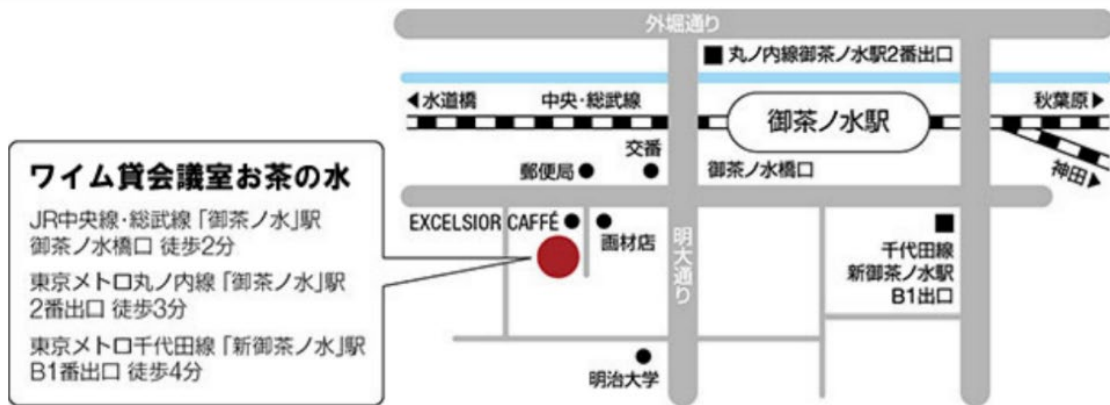 外堀通り
■丸ノ内線御茶ノ水駅2番出口
◀水道橋
中央・総武線
秋葉原▶
御茶ノ水駅
神田▶
交番
郵便局
御茶ノ水橋口
ワイム貸会議室お茶の水
JR中央線・総武線「御茶ノ水」駅
御茶ノ水橋口 徒歩2分
東京メトロ丸ノ内線「御茶ノ水」駅
2番出口 徒歩3分
東京メトロ千代田線「新御茶ノ水」駅
B1番出口 徒歩4分
EXCELSIOR CAFFÉ
画材店
明大通り
千代田線
新御茶ノ水駅
B1出口
明治大学